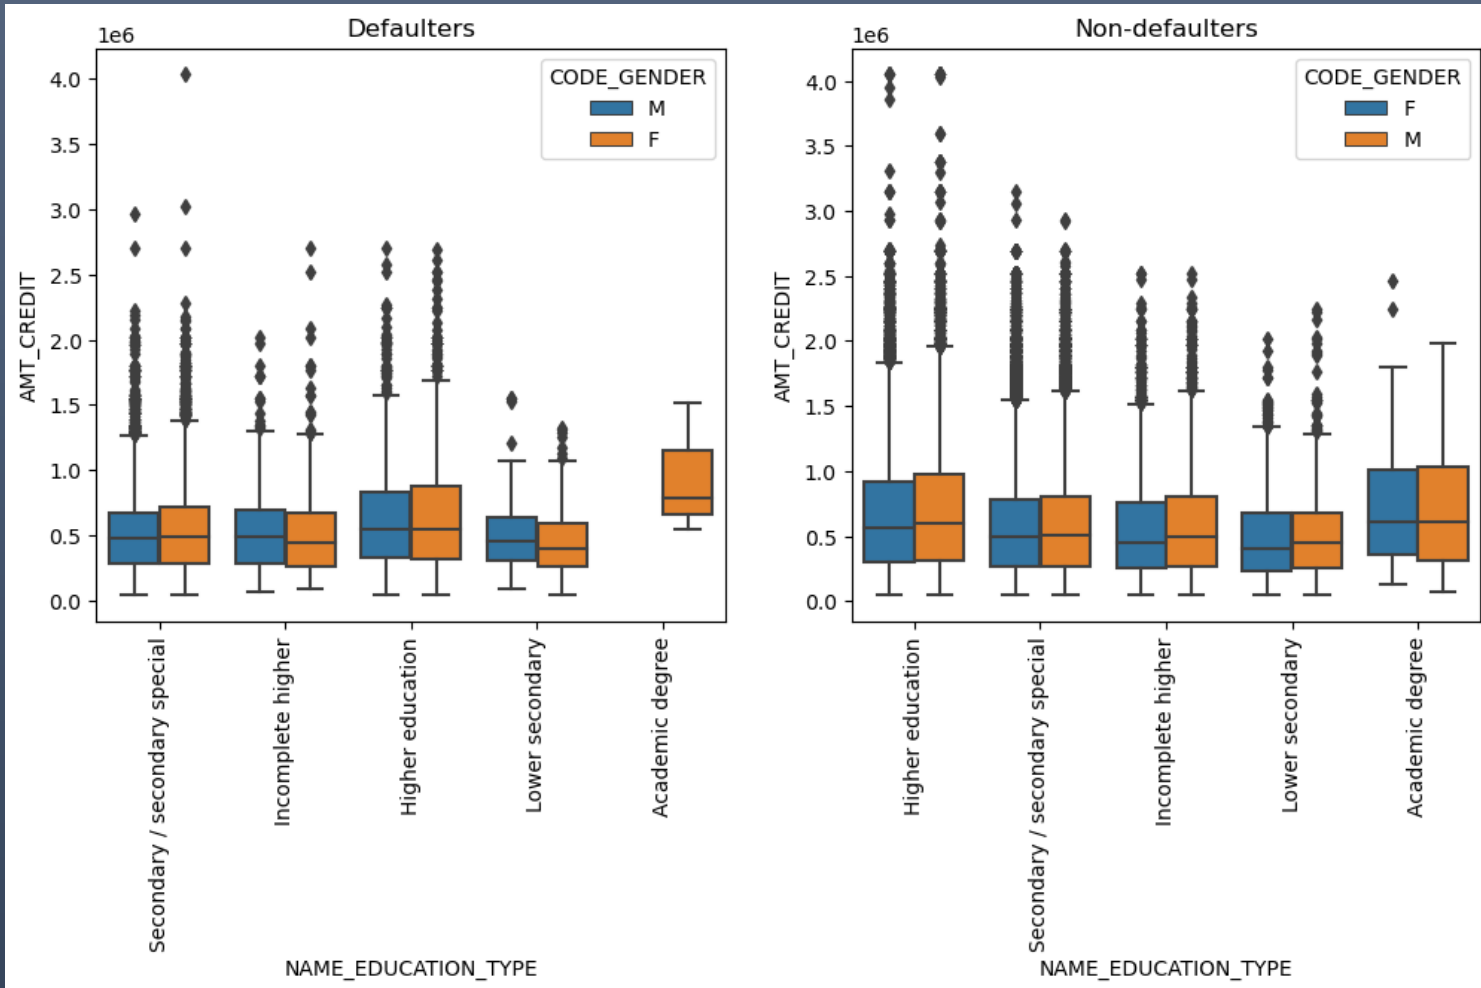 Defaulters
1e6
CODE_GENDER
M
F
4.0
3.5
3.0
2.5
2.0
1.5
1.0
0.5
0.0
AMT_CREDIT
Secondary / secondary special
Incomplete higher
Higher education
Lower secondary
Academic degree
NAME_EDUCATION_TYPE
Non-defaulters
1e6
CODE_GENDER
F
M
4.0
3.5
3.0
2.5
2.0
1.5
1.0
0.5
0.0
AMT_CREDIT
Higher education
Secondary / secondary special
Incomplete higher
Lower secondary
Academic degree
NAME_EDUCATION_TYPE